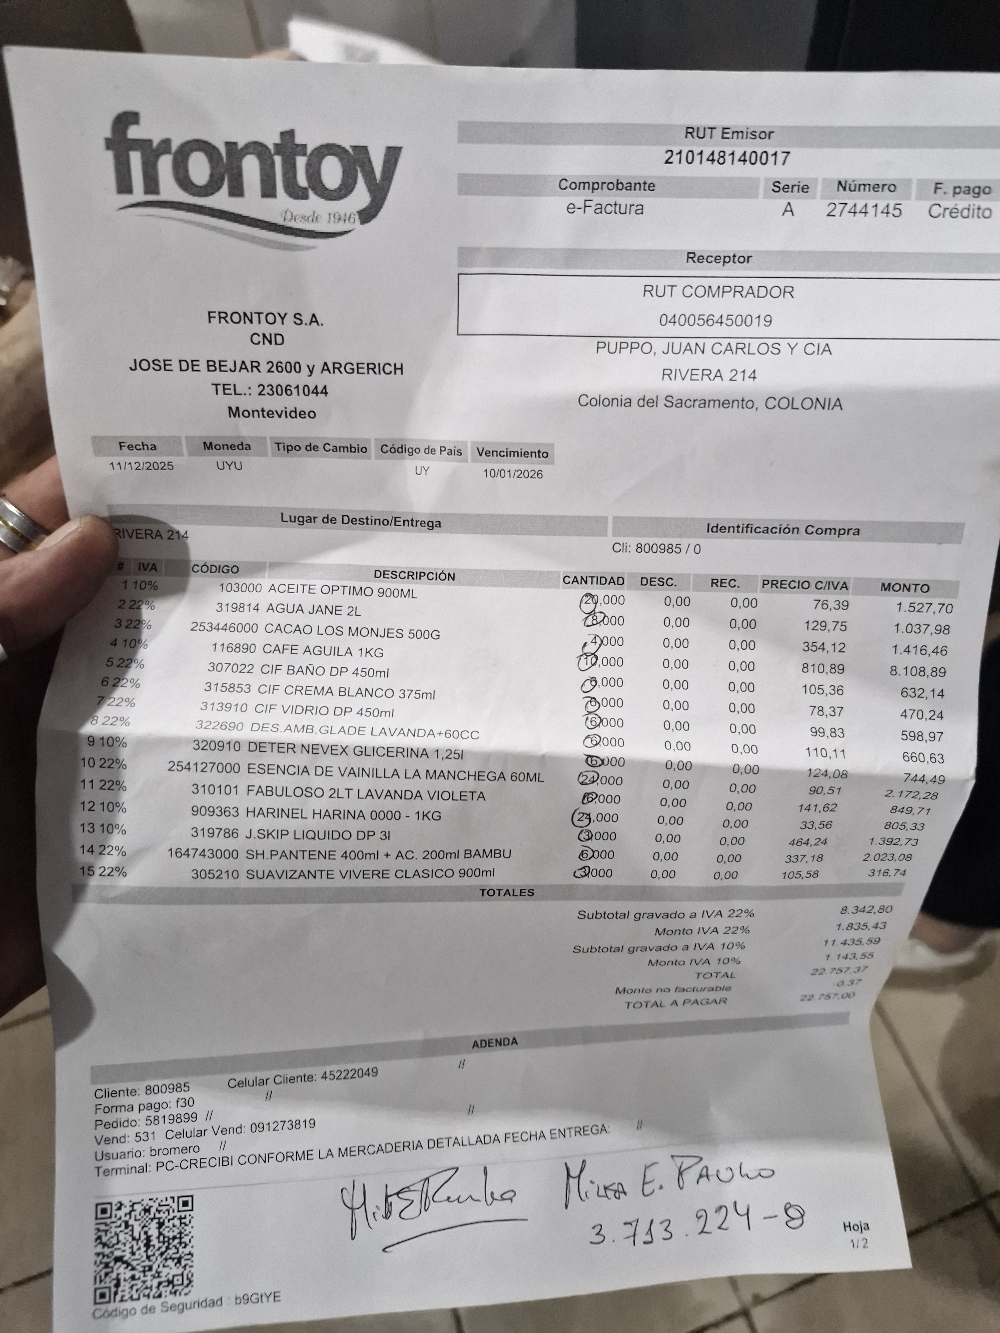 frontoy
Desde 1946
RUT Emisor
210148140017
Comprobante Serie Número F. pago
e-Factura A 2744145 Crédito
Receptor
RUT COMPRADOR
040056450019
PUPPO, JUAN CARLOS Y CIA
RIVERA 214
Colonia del Sacramento, COLONIA
FRONTOY S.A.
CND
JOSE DE BEJAR 2600 y ARGERICH
TEL.: 23061044
Montevideo
Fecha Moneda Tipo de Cambio Código de País Vencimiento
11/12/2025 UYU UY 10/01/2026
Lugar de Destino/Entrega Identificación Compra
RIVERA 214 Cli: 800985 / 0
# IVA CÓDIGO DESCRIPCIÓN CANTIDAD DESC. REC. PRECIO C/IVA MONTO
1 10% 103000 ACEITE OPTIMO 900ML 20,000 0,00 0,00 76,39 1.527,70
2 22% 319814 AGUA JANE 2L 8,000 0,00 0,00 129,75 1.037,98
3 22% 253446000 CACAO LOS MONJES 500G 4,000 0,00 0,00 354,12 1.416,46
4 10% 116890 CAFE AGUILA 1KG 10,000 0,00 0,00 810,89 8.108,89
5 22% 307022 CIF BAÑO DP 450ml 6,000 0,00 0,00 105,36 632,14
6 22% 315853 CIF CREMA BLANCO 375ml 6,000 0,00 0,00 78,37 470,24
7 22% 313910 CIF VIDRIO DP 450ml 6,000 0,00 0,00 99,83 598,97
8 22% 322690 DES.AMB.GLADE LAVANDA+60CC 6,000 0,00 0,00 110,11 660,63
9 10% 320910 DETER NEVEX GLICERINA 1,25l 6,000 0,00 0,00 124,08 744,49
10 22% 254127000 ESENCIA DE VAINILLA LA MANCHEGA 60ML 24,000 0,00 0,00 90,51 2.172,28
11 22% 310101 FABULOSO 2LT LAVANDA VIOLETA 6,000 0,00 0,00 141,62 849,71
12 10% 909363 HARINEL HARINA 0000 - 1KG 24,000 0,00 0,00 33,56 805,33
13 10% 319786 J.SKIP LIQUIDO DP 3l 3,000 0,00 0,00 464,24 1.392,73
14 22% 164743000 SH.PANTENE 400ml + AC. 200ml BAMBU 6,000 0,00 0,00 337,18 2.023,08
15 22% 305210 SUAVIZANTE VIVERE CLASICO 900ml 3,000 0,00 0,00 105,58 316,74
TOTALES
Subtotal gravado a IVA 22% 8.342,80
Monto IVA 22% 1.835,43
Subtotal gravado a IVA 10% 11.435,59
Monto IVA 10% 1.143,55
TOTAL 22.757,37
Monto no facturable -0,37
TOTAL A PAGAR 22.757,00
ADENDA
Cliente: 800985 Celular Cliente: 45222049 //
Forma pago: f30 //
Pedido: 5819899 //
Vend: 531 Celular Vend: 091273819 //
Usuario: bromero //
Terminal: PC-CRECIBÍ CONFORME LA MERCADERIA DETALLADA FECHA ENTREGA: //
3.713.224-8
Hoja
1/2
Código de Seguridad : b9GtYE